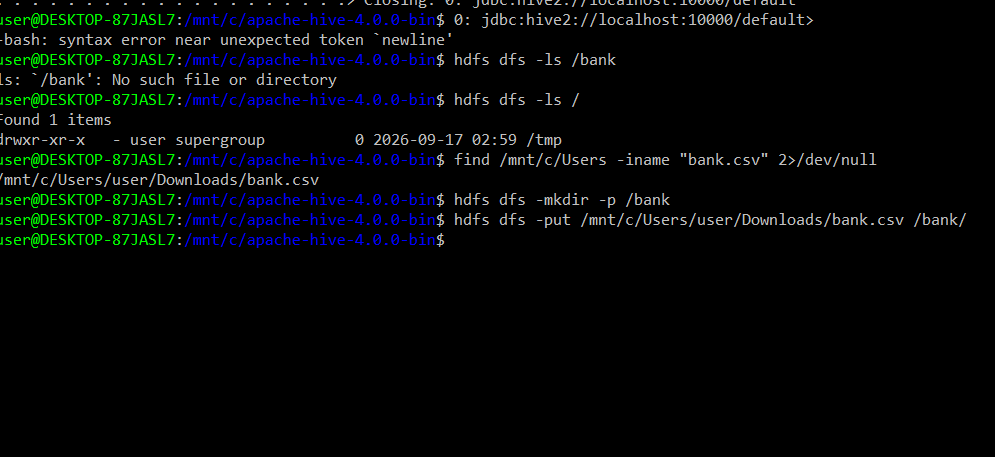 . . . . . . . . . . . . . . . . . . . . . .> Closing: 0: jdbc:hive2://localhost:10000/default
user@DESKTOP-87JASL7:/mnt/c/apache-hive-4.0.0-bin$ 0: jdbc:hive2://localhost:10000/default>
-bash: syntax error near unexpected token `newline'
user@DESKTOP-87JASL7:/mnt/c/apache-hive-4.0.0-bin$ hdfs dfs -ls /bank
ls: `/bank': No such file or directory
user@DESKTOP-87JASL7:/mnt/c/apache-hive-4.0.0-bin$ hdfs dfs -ls /
Found 1 items
drwxr-xr-x   - user supergroup          0 2026-09-17 02:59 /tmp
user@DESKTOP-87JASL7:/mnt/c/apache-hive-4.0.0-bin$ find /mnt/c/Users -iname "bank.csv" 2>/dev/null
/mnt/c/Users/user/Downloads/bank.csv
user@DESKTOP-87JASL7:/mnt/c/apache-hive-4.0.0-bin$ hdfs dfs -mkdir -p /bank
user@DESKTOP-87JASL7:/mnt/c/apache-hive-4.0.0-bin$ hdfs dfs -put /mnt/c/Users/user/Downloads/bank.csv /bank/
user@DESKTOP-87JASL7:/mnt/c/apache-hive-4.0.0-bin$